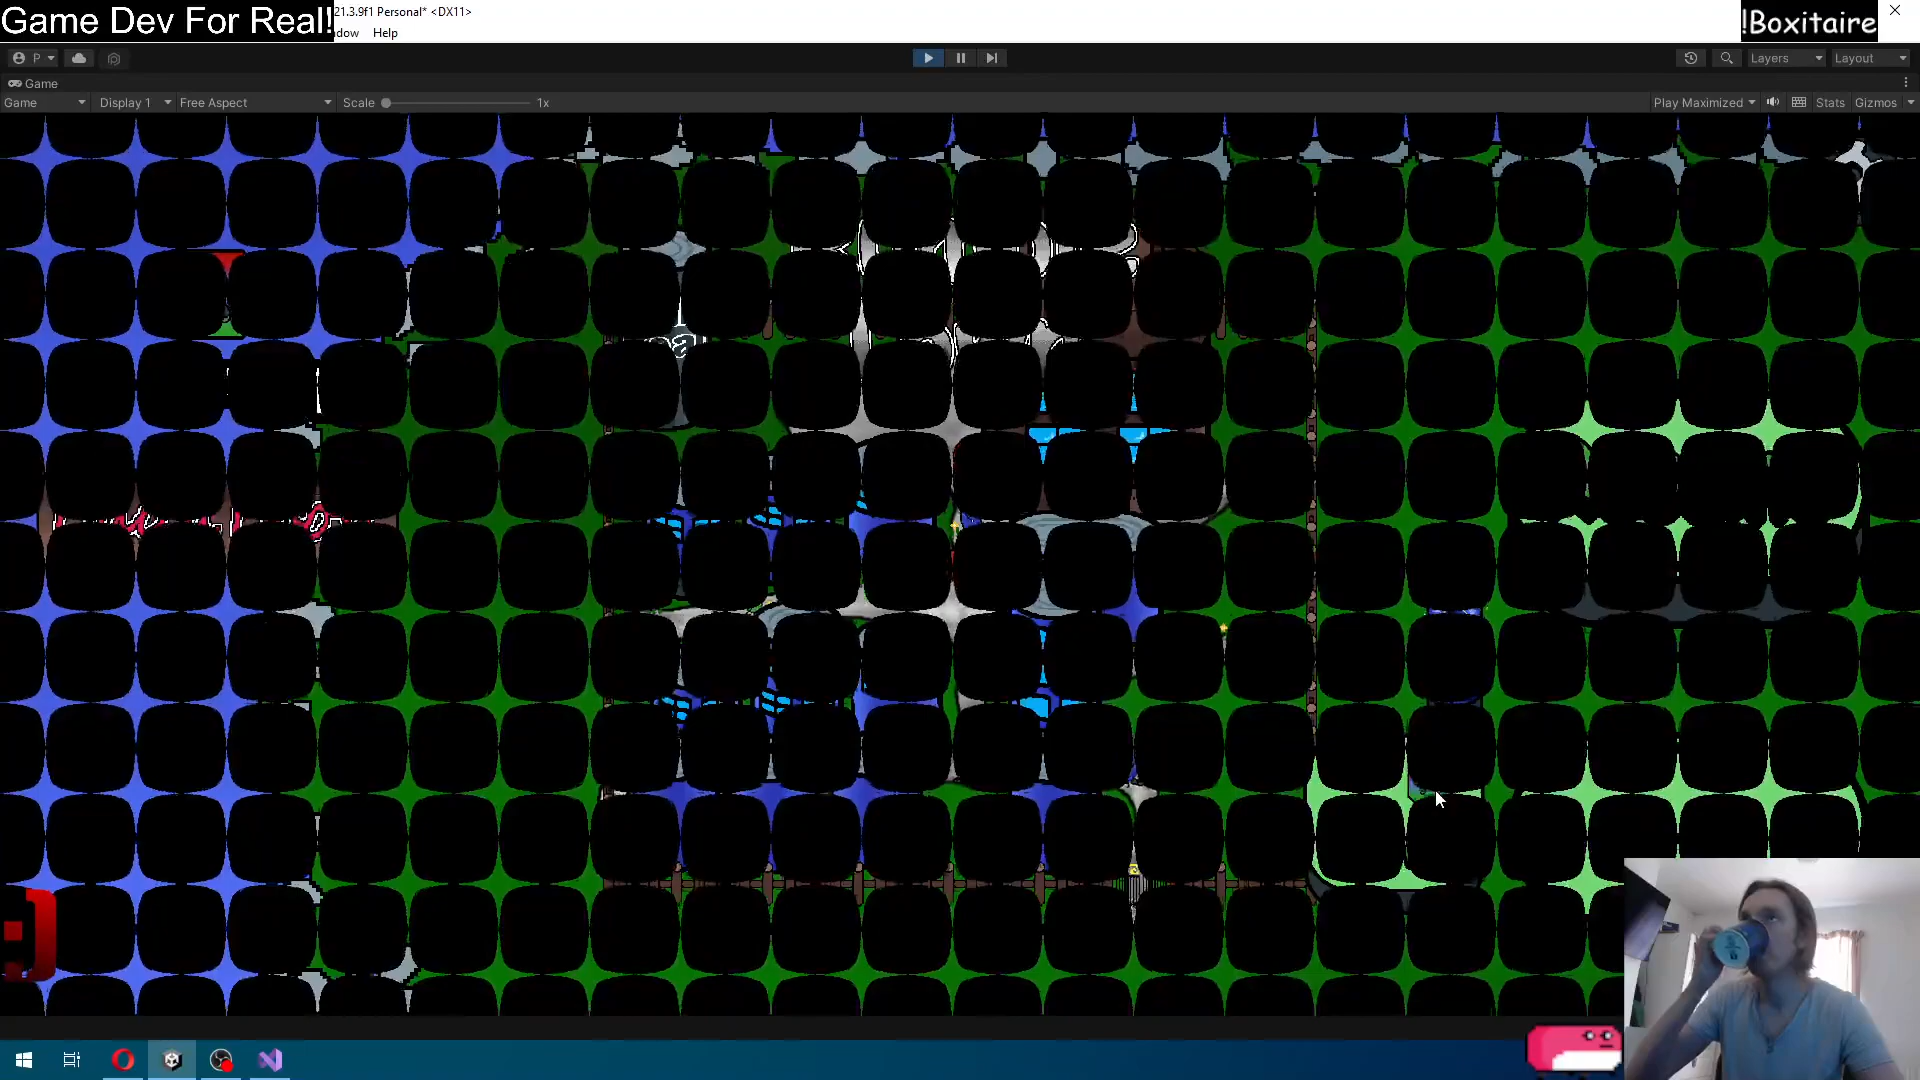 Game Dev For Real!
21.3.9f1 Personal* <DX11>
!Boxitaire
dow Help
P
Layers
Layout
Game
Game
Display 1
Free Aspect
Scale
1x
Play Maximized
Stats
Gizmos